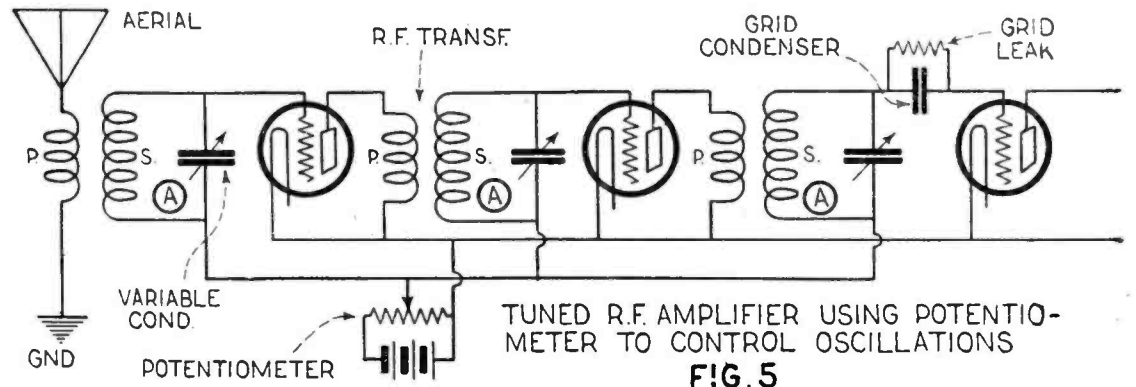 AERIAL
R.F. TRANSF.
GRID
CONDENSER
GRID
LEAK
P.
S.
A
P.
S.
A
P.
S.
A
VARIABLE
COND.
GND
POTENTIOMETER
TUNED R.F. AMPLIFIER USING POTENTIO-
METER TO CONTROL OSCILLATIONS
FIG. 5